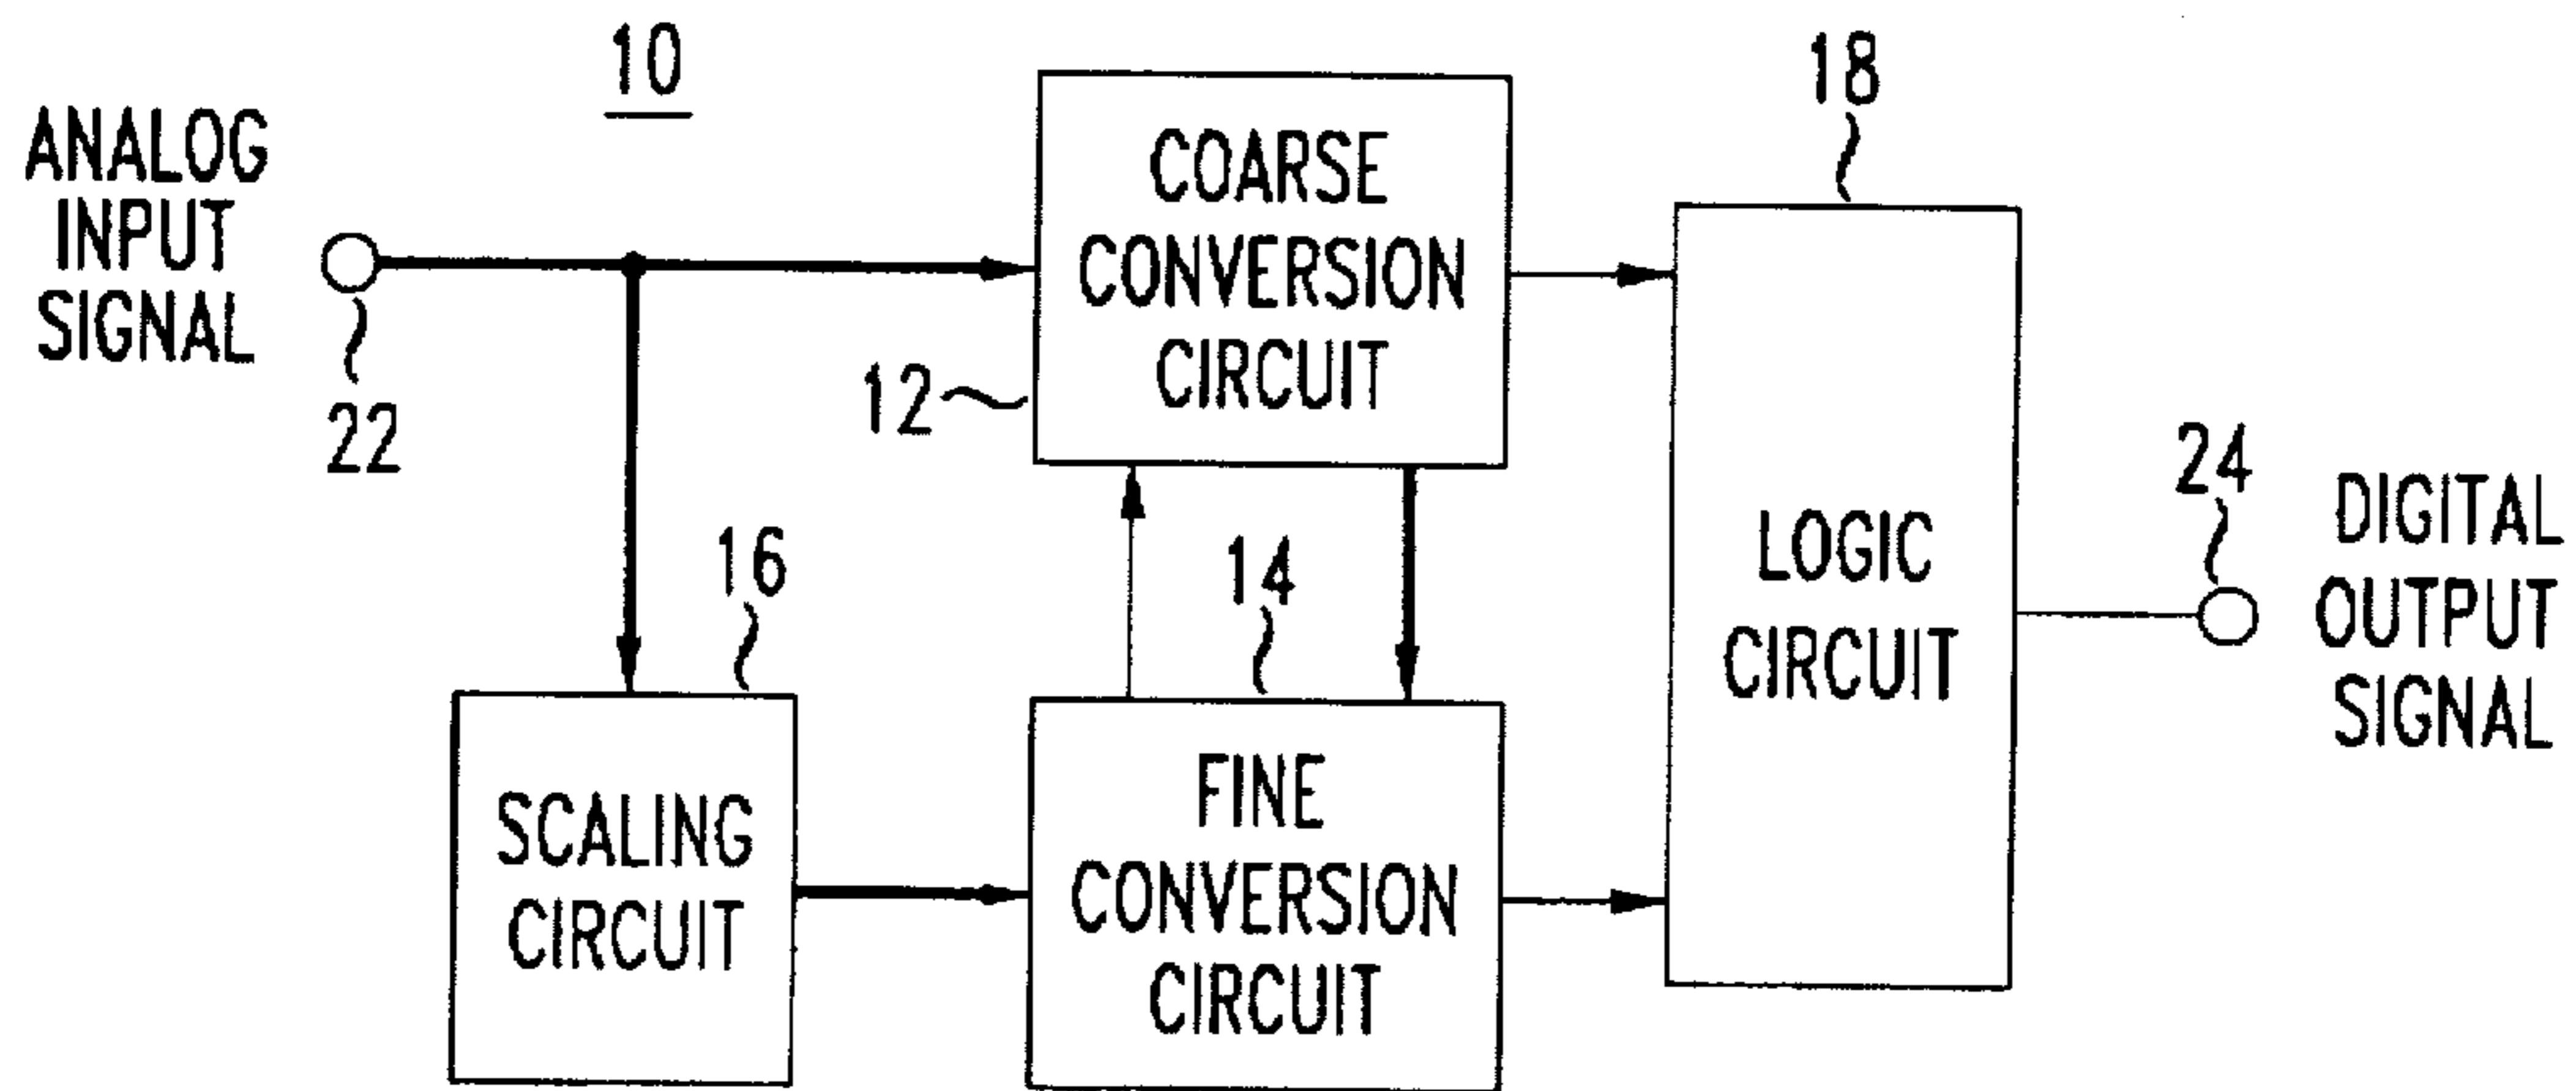 10
ANALOG
INPUT
SIGNAL
22
COARSE
CONVERSION
CIRCUIT
12
18
LOGIC
CIRCUIT
24
DIGITAL
OUTPUT
SIGNAL
16
SCALING
CIRCUIT
14
FINE
CONVERSION
CIRCUIT